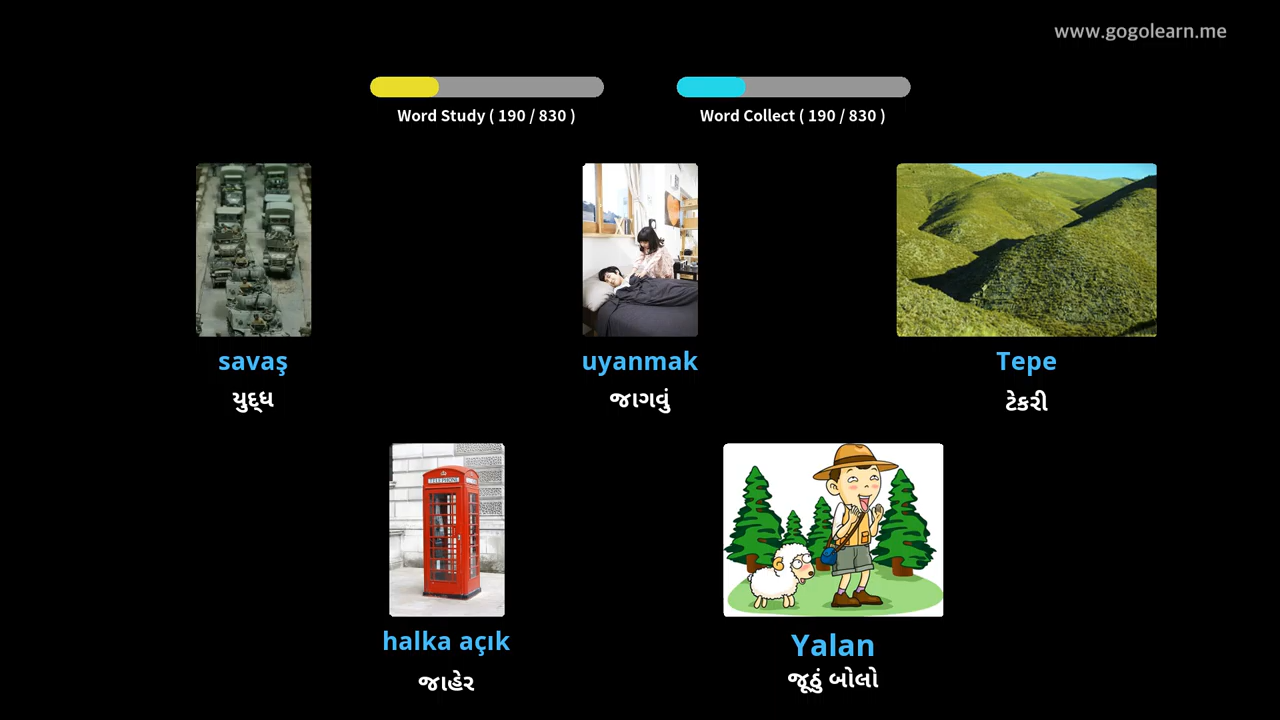 www.gogolearn.me
Word Study ( 190 / 830 )
Word Collect ( 190 / 830 )
savaş
uyanmak
Tepe
યુદ્ધ
જાગવું
ટેકરી
TELEPHONE
halka açık
Yalan
જાહેર
જૂઠું બોલો